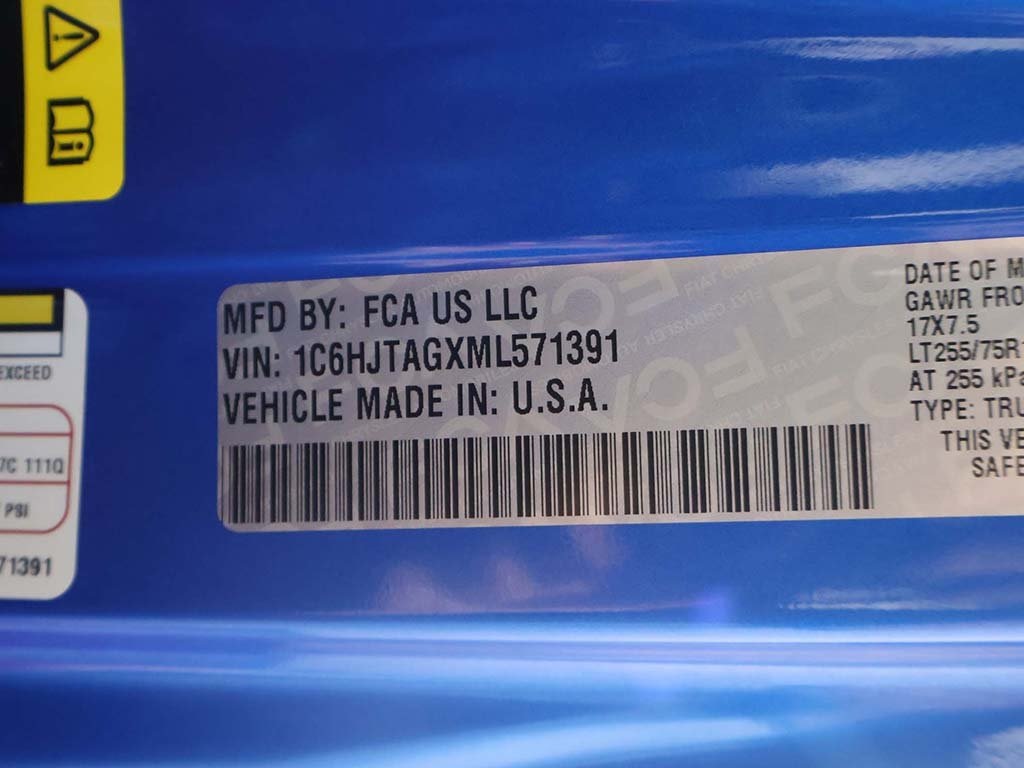 MFD BY: FCA US LLC
VIN: 1C6HJTAGXML571391
VEHICLE MADE IN: U.S.A.
DATE OF M
GAWR FRO
17X7.5
LT255/75R1
AT 255 kPa
TYPE: TRU
THIS VE
SAFE
EXCEED
7C 111Q
PSI
71391